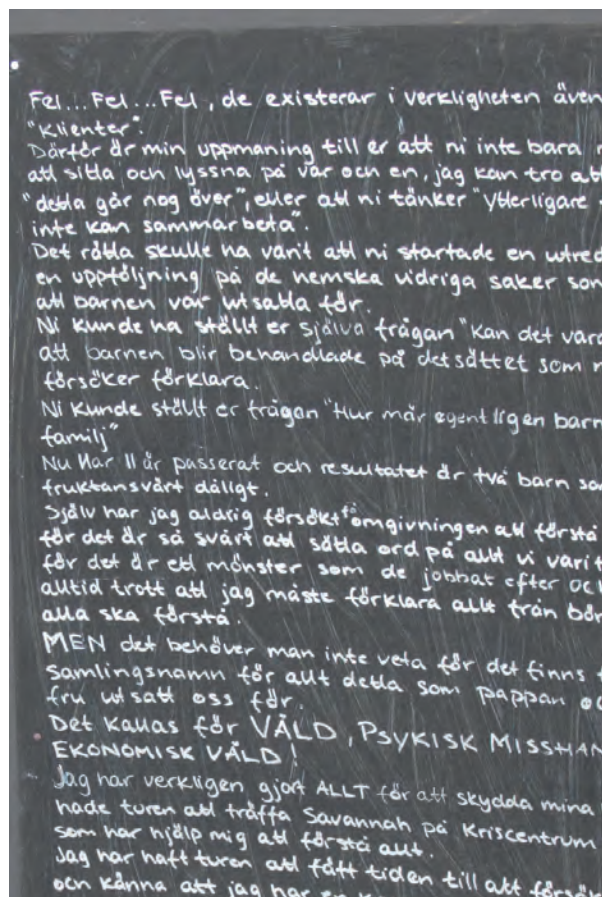 Fel...Fel...Fel, de existerar i verkligheten även
"Klienter".
Därför är min uppmaning till er att ni inte bara
att sitta och lyssna på var och en, jag kan tro att
"detta går nog över", eller att ni tänker "Ytterligare
inte kan sammarbeta".
Det rätta skulle ha varit att ni startade en utred
en uppföljning på de hemska vidriga saker som
att barnen var utsatta för.
Ni kunde ha ställt er själva frågan "Kan det vara
att barnen blir behandlade på detsättet som
försöker förklara.
Ni kunde ställt er frågan "Hur mår egentligen barn
familj"
Nu Har 11 år passerat och resultatet är två barn som
fruktansvärt dåligt.
Själv har jag aldrig försökt få omgivningen att förstå
för det är så svårt att sätta ord på allt vi varit
för det är ett mönster som de jobbat efter och
alltid trott att jag måste förklara allt från bör
alla ska förstå.
MEN det behöver man inte veta för det finns
Samlingsnamn för allt detta som pappan oc
fru utsatt oss för.
Det kallas för VÅLD, PSYKISK MISSHAN
EKONOMISK VÅLD!
Jag har verkligen gjort ALLT för att skydda mina
hade turen att träffa Savannah på Kriscentrum
som har hjälp mig att förstå allt.
Jag har haft turen att fått tiden till att försök
och känna att jag har en